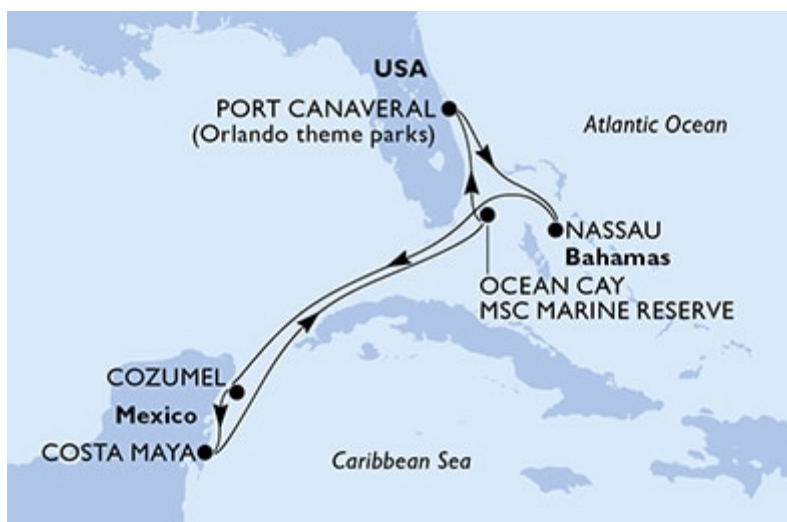 USA
PORT CANAVERAL
(Orlando theme parks)
Atlantic Ocean
NASSAU
Bahamas
OCEAN CAY
MSC MARINE RESERVE
COZUMEL
Mexico
COSTA MAYA
Caribbean Sea